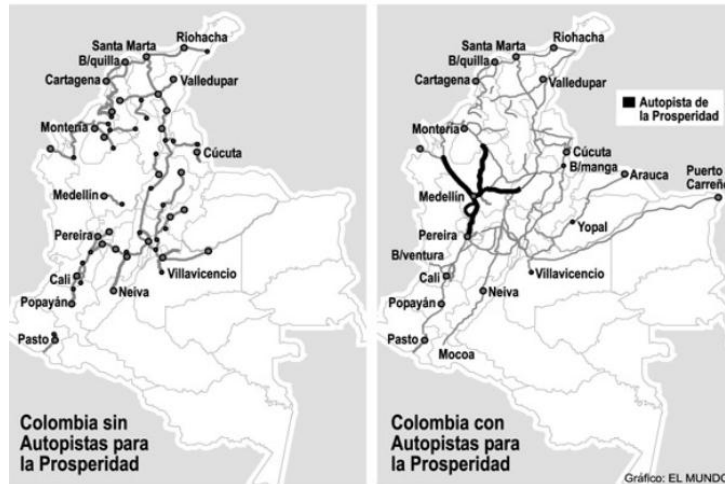 Riohacha
Santa Marta
B/quilla
Cartagena
Valledupar
Montería
Cúcuta
Medellín
Pereira
Cali
Villavicencio
Popayán
Neiva
Pasto
Colombia sin
Autopistas para
la Prosperidad
Riohacha
Santa Marta
B/quilla
Cartagena
Valledupar
Autopista de
la Prosperidad
Montería
Cúcuta
B/manga
Arauca
Puerto
Carreño
Medellín
Yopal
Pereira
B/ventura
Cali
Villavicencio
Popayán
Neiva
Pasto
Mocoa
Colombia con
Autopistas para
la Prosperidad
Gráfico: EL MUNDO